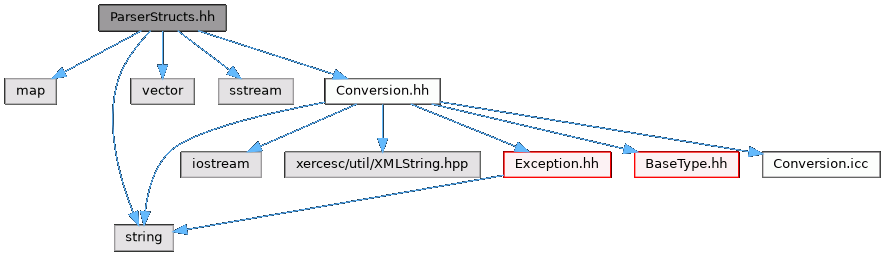 ParserStructs.hh
map
vector
sstream
Conversion.hh
iostream
xercesc/util/XMLString.hpp
Exception.hh
BaseType.hh
Conversion.icc
string